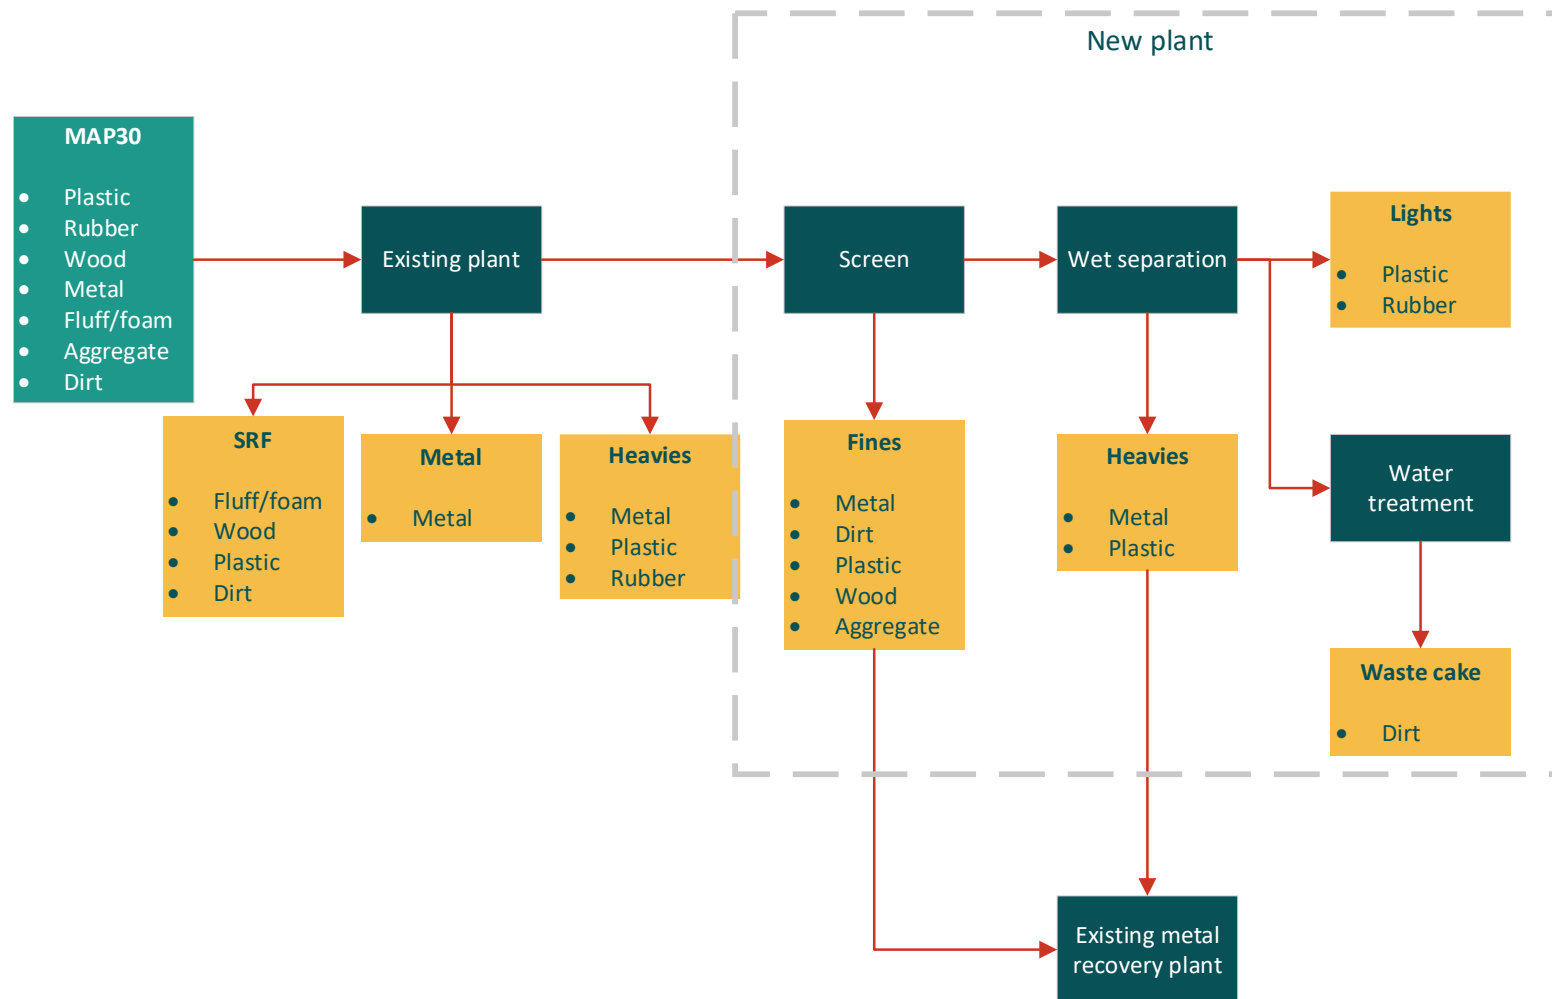 New plant
MAP30
• Plastic
• Rubber
• Wood
• Metal
• Fluff/foam
• Aggregate
• Dirt
Existing plant
Screen
Wet separation
Lights
• Plastic
• Rubber
SRF
• Fluff/foam
• Wood
• Plastic
• Dirt
Metal
• Metal
Heavies
• Metal
• Plastic
• Rubber
Fines
• Metal
• Dirt
• Plastic
• Wood
• Aggregate
Heavies
• Metal
• Plastic
Water
treatment
Waste cake
• Dirt
Existing metal
recovery plant